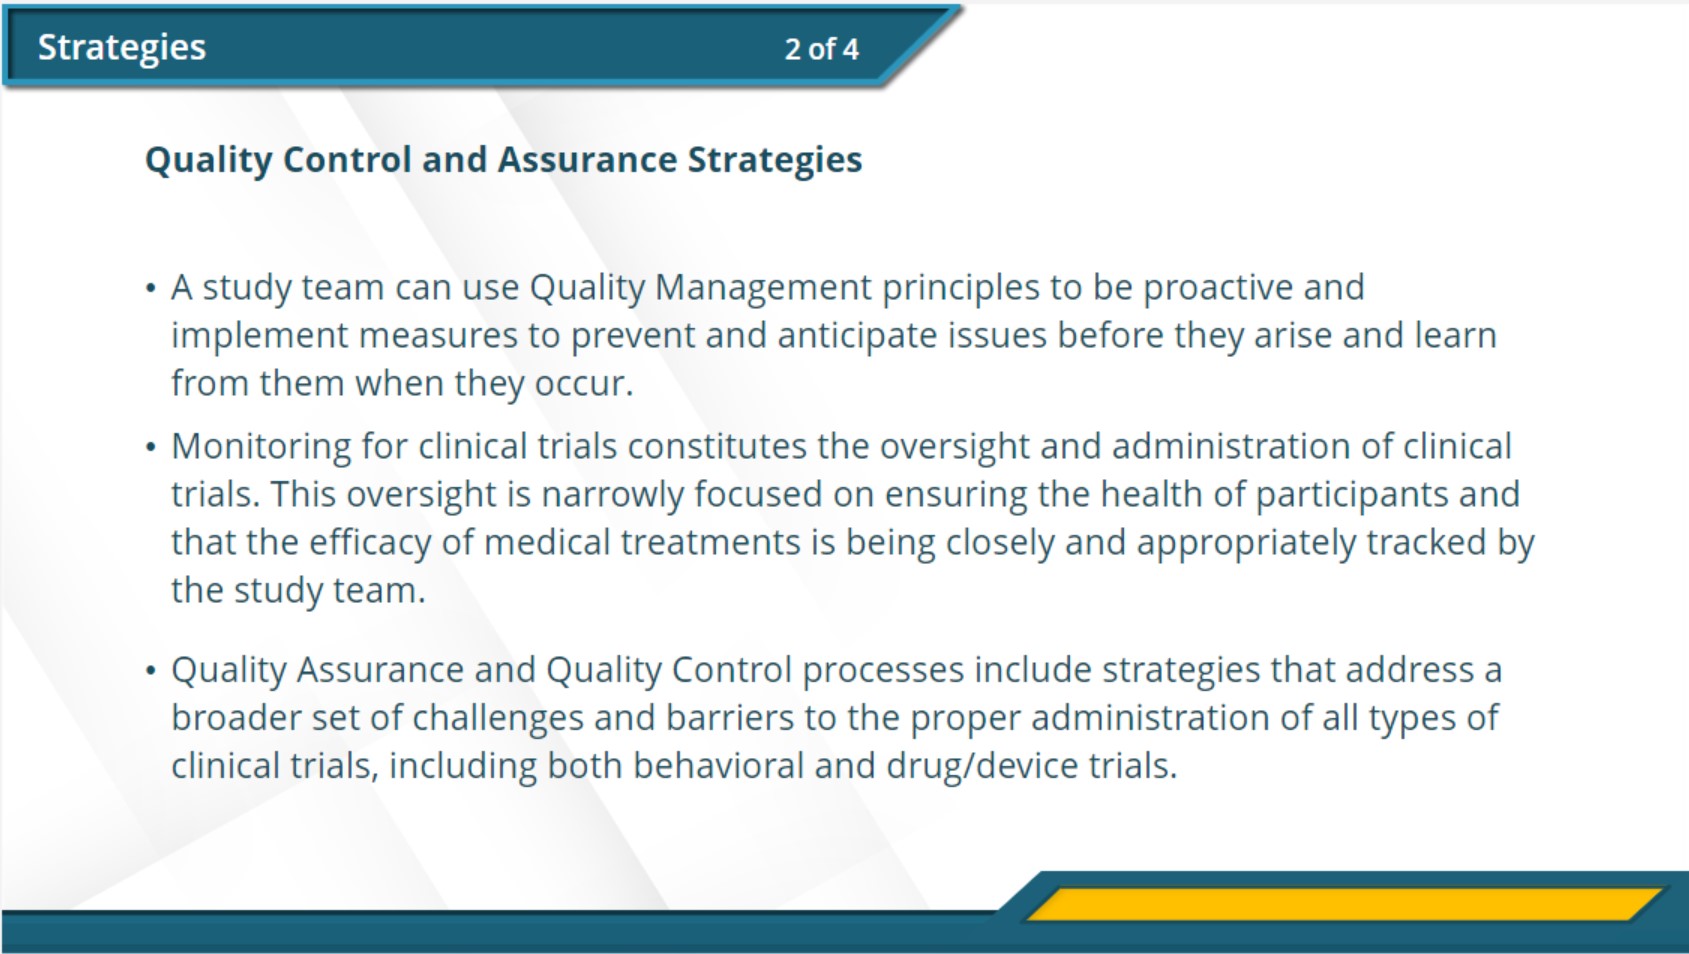 Strategies
2 of 4
Quality Control and Assurance Strategies
• A study team can use Quality Management principles to be proactive and
implement measures to prevent and anticipate issues before they arise and learn
from them when they occur.
• Monitoring for clinical trials constitutes the oversight and administration of clinical
trials. This oversight is narrowly focused on ensuring the health of participants and
that the efficacy of medical treatments is being closely and appropriately tracked by
the study team.
• Quality Assurance and Quality Control processes include strategies that address a
broader set of challenges and barriers to the proper administration of all types of
clinical trials, including both behavioral and drug/device trials.